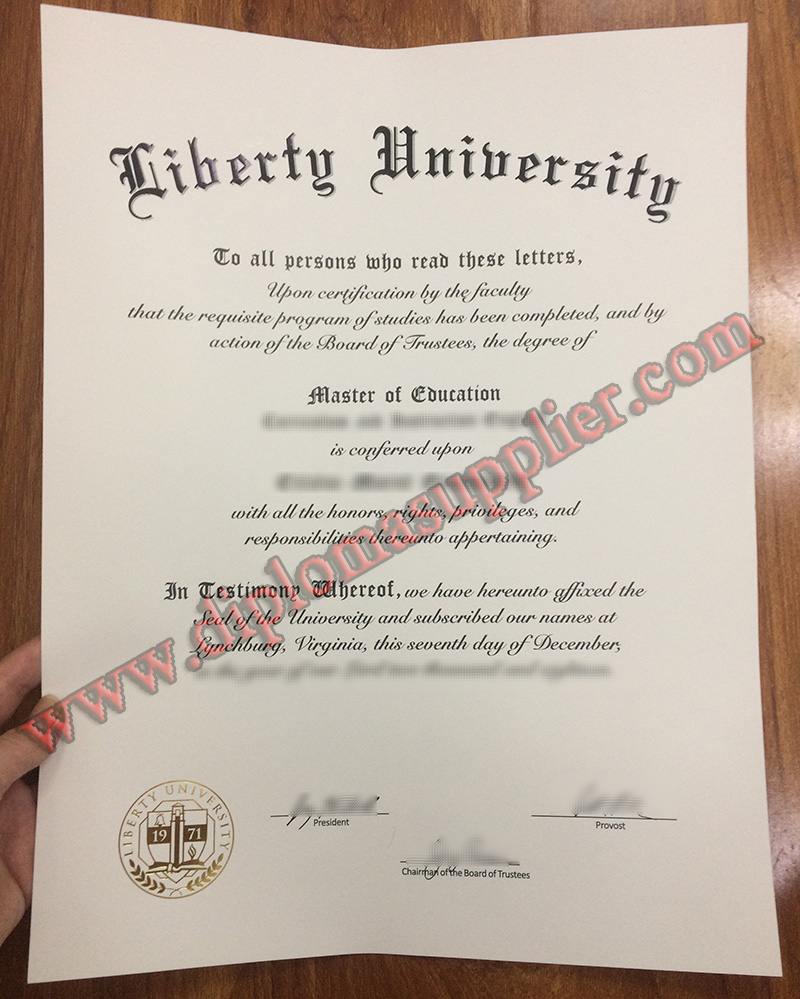 Liberty University
To all persons who read these letters,
Upon certification by the faculty
that the requisite program of studies has been completed, and by
action of the Board of Trustees, the degree of
Master of Education
is conferred upon
with all the honors, rights, privileges, and
responsibilities thereunto appertaining.
In Testimony Whereof, we have hereunto affixed the
Seal of the University and subscribed our names at
Lynchburg, Virginia, this seventh day of December,
www.diplomasupplier.com
LIBERTY UNIVERSITY
19 71
President
Provost
Chairman of the Board of Trustees